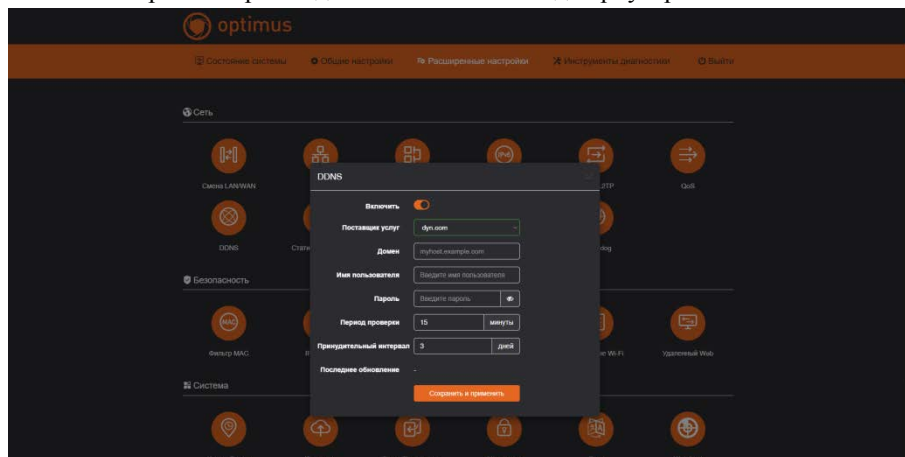 optimus
Состояние системы Общие настройки Расширенные настройки Инструменты диагностики Выйти
Сеть
Смена LAN/WAN QoS
DDNS
DDNS
Включить
Поставщик услуг dyn.com
Домен myhost.example.com
Имя пользователя Введите имя пользователя
Пароль Введите пароль
Период проверки 15 минуты
Принудительный интервал 3 дней
Последнее обновление -
Сохранить и применить
Безопасность
Фильтр MAC Удаленный Web
Система